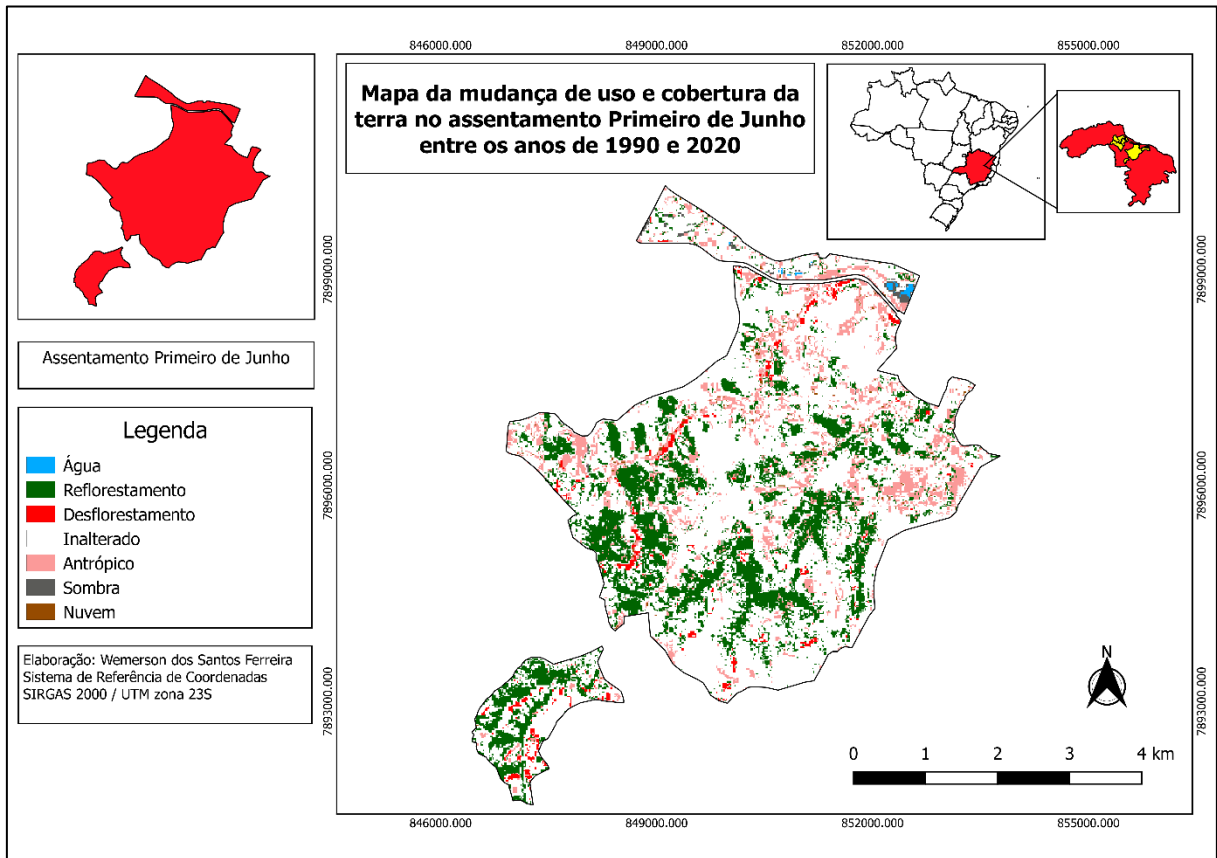 846000.000 849000.000 852000.000 855000.000
Mapa da mudança de uso e cobertura da
terra no assentamento Primeiro de Junho
entre os anos de 1990 e 2020
Assentamento Primeiro de Junho
Legenda
Água
Reflorestamento
Desflorestamento
Inalterado
Antrópico
Sombra
Nuvem
Elaboração: Wemerson dos Santos Ferreira
Sistema de Referência de Coordenadas
SIRGAS 2000 / UTM zona 23S
7899000.000
7896000.000
7893000.000
7899000.000
7896000.000
7893000.000
N
0 1 2 3 4 km
846000.000 849000.000 852000.000 855000.000